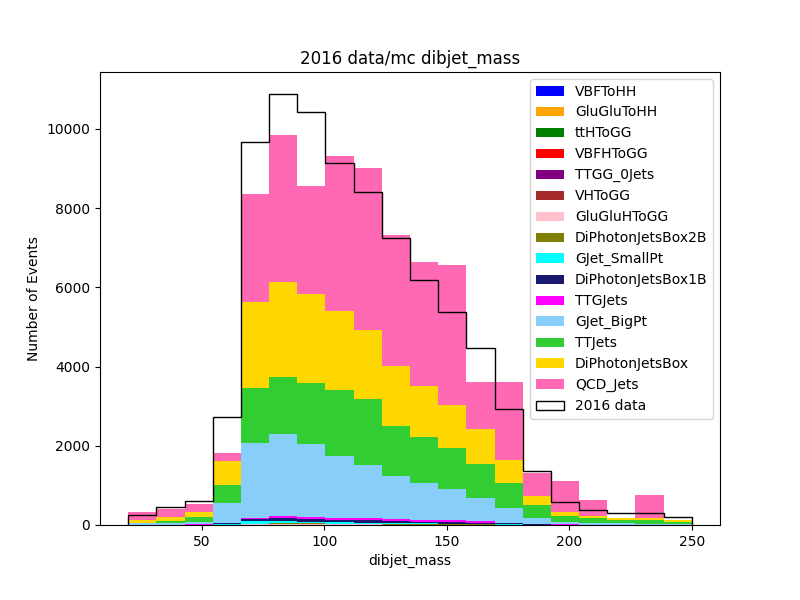 2016 data/mc dibjet_mass
Number of Events
10000
8000
6000
4000
2000
0
50
100
150
200
250
dibjet_mass
VBFToHH
GluGluToHH
ttHToGG
VBFHToGG
TTGG_0Jets
VHToGG
GluGluHToGG
DiPhotonJetsBox2B
GJet_SmallPt
DiPhotonJetsBox1B
TTGJets
GJet_BigPt
TTJets
DiPhotonJetsBox
QCD_Jets
2016 data